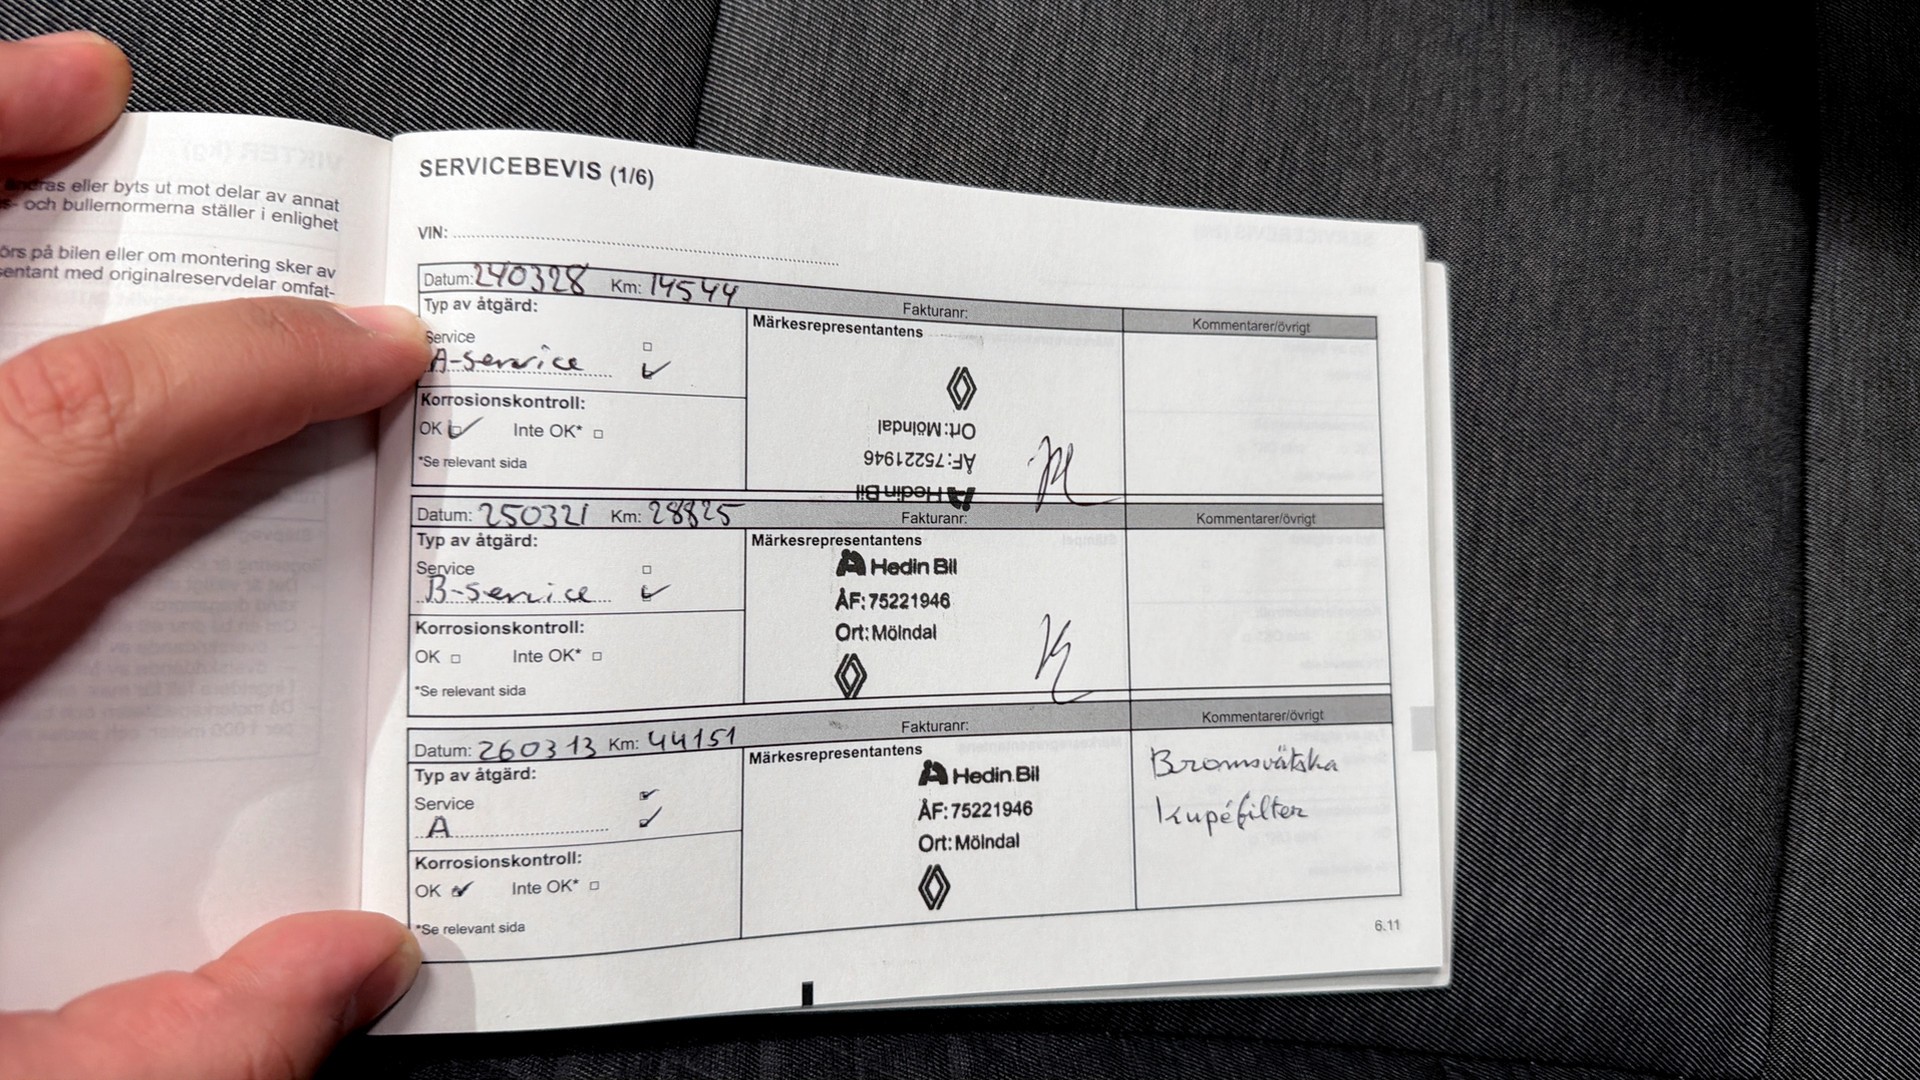 ändras eller byts ut mot delar av annat
s- och bullernormerna ställer i enlighet
örs på bilen eller om montering sker av
sentant med originalreservdelar omfat-
SERVICEBEVIS (1/6)
VIN:
Datum: 240328 Km: 14544
Fakturanr:
Kommentarer/övrigt
Typ av åtgärd:
Service
A-service
Korrosionskontroll:
OK Inte OK*
*Se relevant sida
Märkesrepresentantens
Hedin Bil
ÅF:75221946
Ort:Mölndal
Datum: 250321 Km: 28825
Fakturanr:
Kommentarer/övrigt
Typ av åtgärd:
Service
B-service
Korrosionskontroll:
OK Inte OK*
*Se relevant sida
Märkesrepresentantens
Hedin Bil
ÅF:75221946
Ort:Mölndal
Datum: 260313 Km: 44151
Fakturanr:
Kommentarer/övrigt
Typ av åtgärd:
Service
A
Korrosionskontroll:
OK Inte OK*
*Se relevant sida
Märkesrepresentantens
Hedin Bil
ÅF:75221946
Ort:Mölndal
Bromsvätska
Kupéfilter
6.11